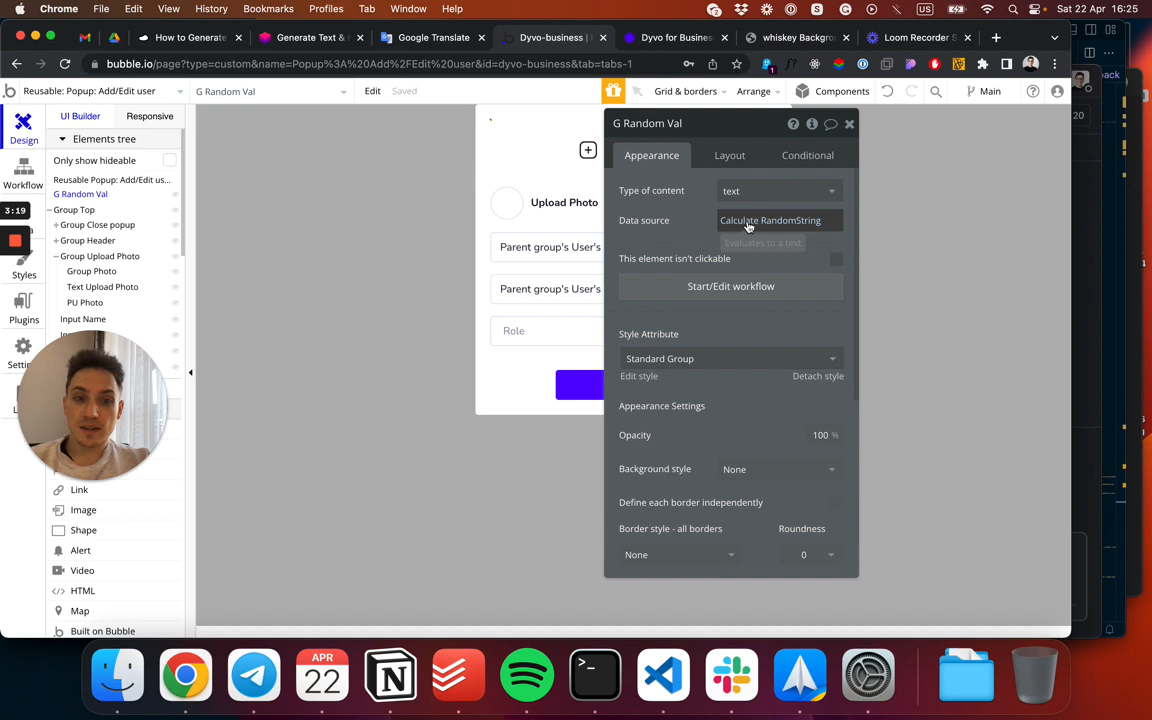 Chrome File Edit View History Bookmarks Profiles Tab Window Help
Sat 22 Apr 16:25
How to Generate
Generate Text & I
Google Translate
Dyvo-business |
Dyvo for Busines
whiskey Backgro
Loom Recorder S
bubble.io/page?type=custom&name=Popup%3A%20Add%2FEdit%20user&id=dyvo-business&tab=tabs-1
Reusable: Popup: Add/Edit user
G Random Val
Edit
Saved
Grid & borders
Arrange
Components
Main
Design
Workflow
3:19
Styles
Plugins
UI Builder
Responsive
Elements tree
Only show hideable
Reusable Popup: Add/Edit us...
G Random Val
Group Top
Group Close popup
Group Header
Group Upload Photo
Group Photo
Text Upload Photo
PU Photo
Input Name
Link
Image
Shape
Alert
Video
HTML
Map
Built on Bubble
Upload Photo
Parent group's User's
Parent group's User's
Role
G Random Val
Appearance
Layout
Conditional
Type of content
text
Data source
Calculate RandomString
Evaluates to a text
This element isn't clickable
Start/Edit workflow
Style Attribute
Standard Group
Edit style
Detach style
Appearance Settings
Opacity
100 %
Background style
None
Define each border independently
Border style - all borders
Roundness
None
0
back
20
APR
22